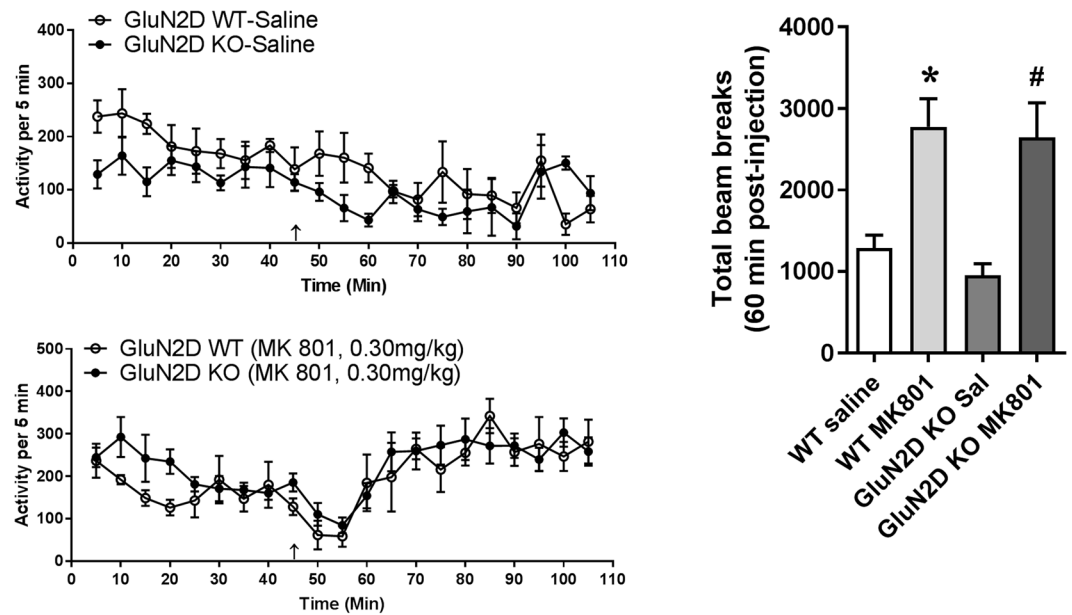 GluN2D WT-Saline
GluN2D KO-Saline
Activity per 5 min
400
300
200
100
0
0 10 20 30 40 50 60 70 80 90 100 110
↑
Time (Min)
GluN2D WT (MK 801, 0.30mg/kg)
GluN2D KO (MK 801, 0.30mg/kg)
Activity per 5 min
500
400
300
200
100
0
0 10 20 30 40 50 60 70 80 90 100 110
↑
Time (Min)
Total beam breaks
(60 min post-injection)
4000
3000
2000
1000
0
* #
WT saline
WT MK801
GluN2D KO Sal
GluN2D KO MK801